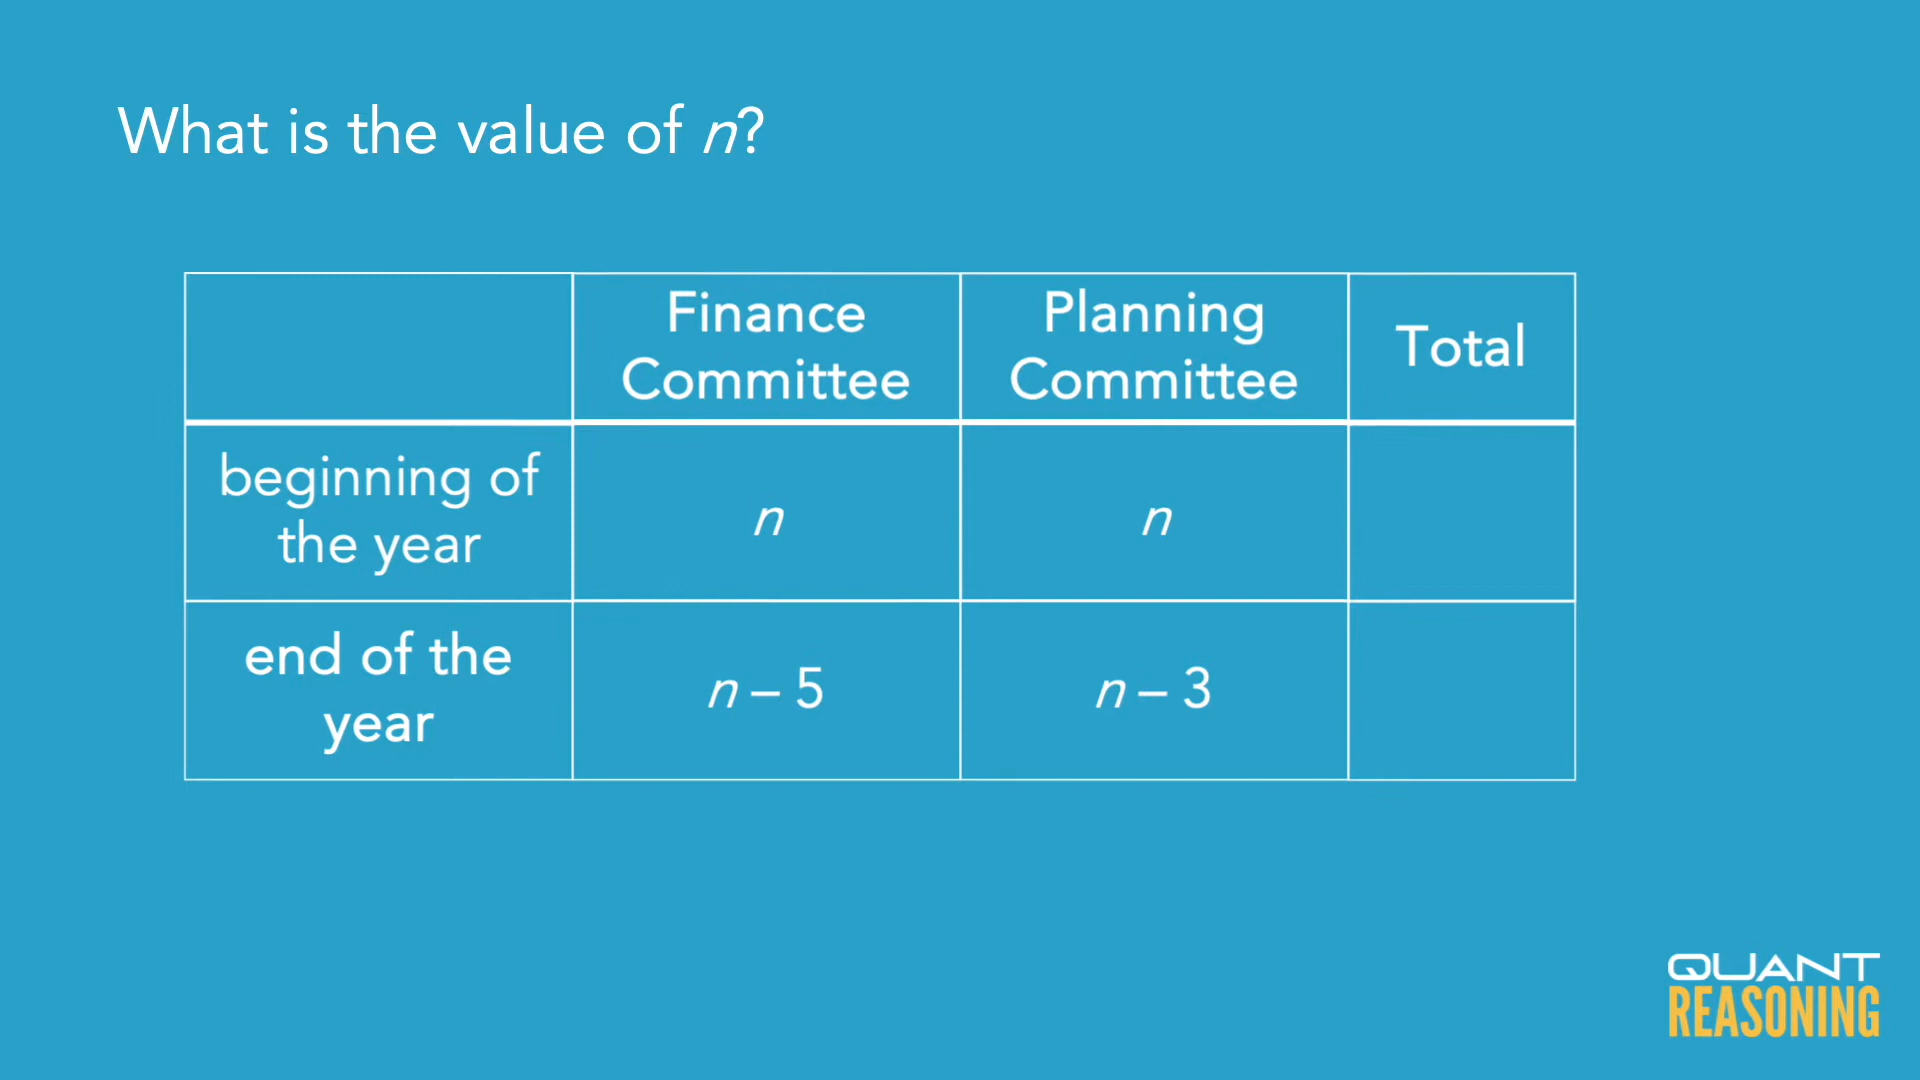 What is the value of n?
Finance Committee
Planning Committee
Total
beginning of the year
n
n
end of the year
n – 5
n – 3
QUANT
REASONING